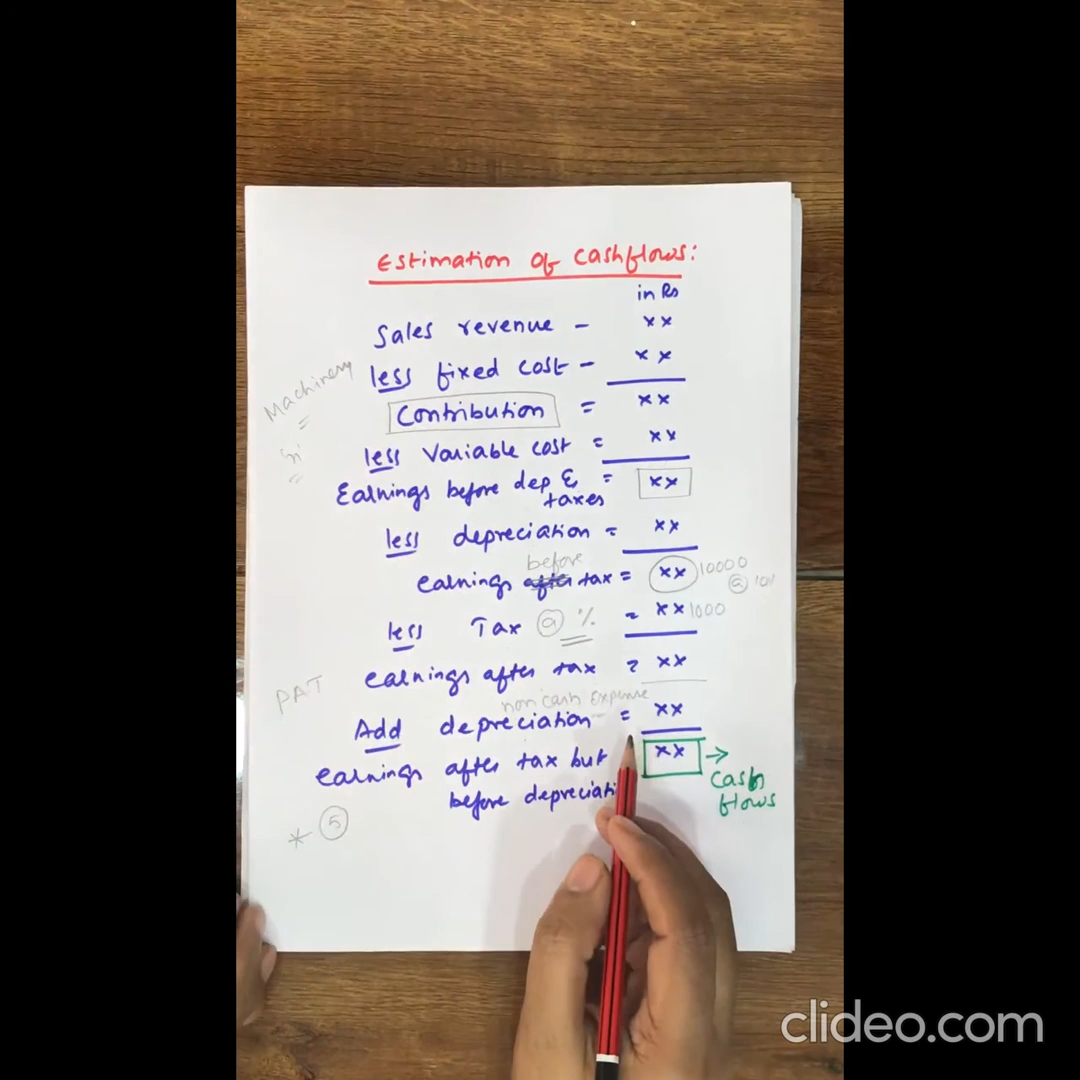 Estimation of cashflows:
in Rs
Sales revenue - xx
less fixed cost - xx
Machinery
Contribution = xx
less Variable cost = xx
Earnings before dep & taxes = xx
less depreciation = xx
before
earnings after tax = xx 10000
@ 10%
less Tax @ % = xx 1000
earnings after tax = xx
PAT
non cash Expense
Add depreciation = xx
earnings after tax but xx → Cash flows
before depreciati
* 5
clideo.com